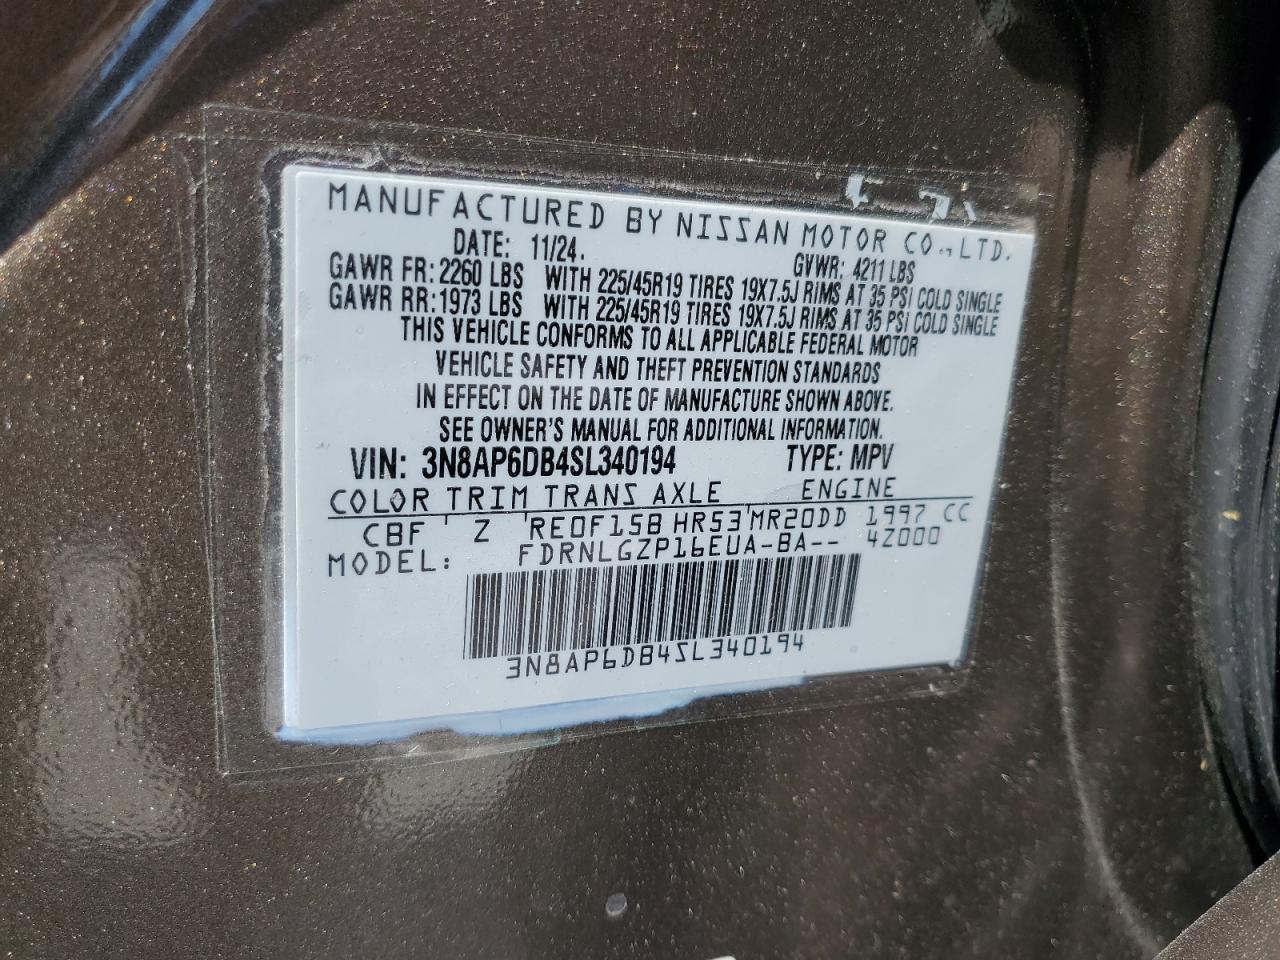 MANUFACTURED BY NISSAN MOTOR CO., LTD.
DATE: 11/24. GVWR: 4211 LBS
GAWR FR: 2260 LBS WITH 225/45R19 TIRES 19X7.5J RIMS AT 35 PSI COLD SINGLE
GAWR RR: 1973 LBS WITH 225/45R19 TIRES 19X7.5J RIMS AT 35 PSI COLD SINGLE
THIS VEHICLE CONFORMS TO ALL APPLICABLE FEDERAL MOTOR
VEHICLE SAFETY AND THEFT PREVENTION STANDARDS
IN EFFECT ON THE DATE OF MANUFACTURE SHOWN ABOVE.
SEE OWNER'S MANUAL FOR ADDITIONAL INFORMATION.
VIN: 3N8AP6DB4SL340194 TYPE: MPV
COLOR TRIM TRANS AXLE ENGINE
CBF Z RE0F15B HR53 MR20DD 1997 CC
MODEL: FDRNLGZP16EUA-BA-- 4Z000
3N8AP6DB4SL340194